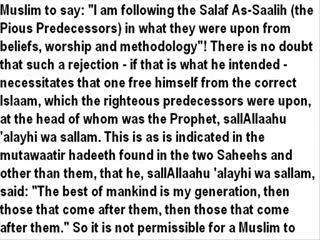 Muslim to say: "I am following the Salaf As-Saalih (the
Pious Predecessors) in what they were upon from
beliefs, worship and methodology"! There is no doubt
that such a rejection - if that is what he intended -
necessitates that one free himself from the correct
Islaam, which the righteous predecessors were upon,
at the head of whom was the Prophet, sallAllaahu
'alayhi wa sallam. This is as is indicated in the
mutawaatir hadeeth found in the two Saheehs and
other than them, that he, sallAllaahu 'alayhi wa sallam,
said: "The best of mankind is my generation, then
those that come after them, then those that come
after them." So it is not permissible for a Muslim to